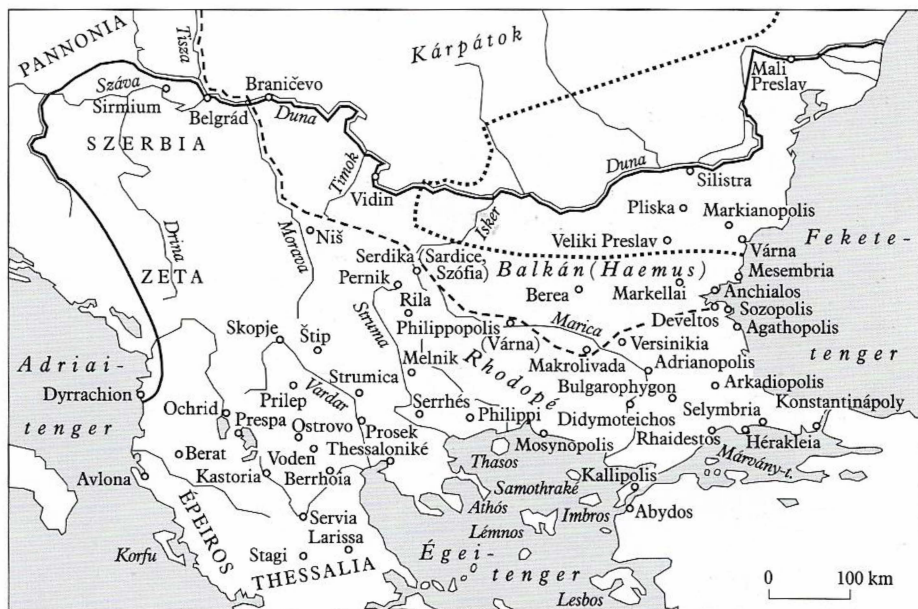 PANNONIA
Tisza
Kárpátok
Száva
Sirmium
Belgrád
Braničevo
Duna
Mali
Preslav
SZERBIA
Timok
Vidin
Duna
Silistra
Isker
Pliska
Markianopolis
Drina
Morava
Niš
Veliki Preslav
Várna
Fekete-
tenger
ZETA
Serdika (Sardice,
Szófia)
Balkán (Haemus)
Mesembria
Pernik
Berea
Markellai
Anchialos
Rila
Sozopolis
Struma
Develtos
Agathopolis
Skopje
Štip
Philippopolis
(Várna)
Marica
Versinikia
Melnik
Rhodopé
Makrolivada
Adrianopolis
Adriai-
tenger
Dyrrachion
Prilep
Strumica
Vardar
Bulgarophygon
Arkadiopolis
Ochrid
Prespa
Serrhés
Philippi
Didymoteichos
Selymbria
Konstantinápoly
Ostrovo
Prosek
Mosynopolis
Rhaidestos
Hérakleia
Berat
Voden
Thessaloniké
Thasos
Márvány-t.
Avlona
Kastoria
Berrhoia
Samothraké
Kallipolis
ÉPEIROS
Athós
Imbros
Abydos
Servia
Lémnos
Korfu
Larissa
Stagi
Égei-
tenger
THESSALIA
Lesbos
0 100 km